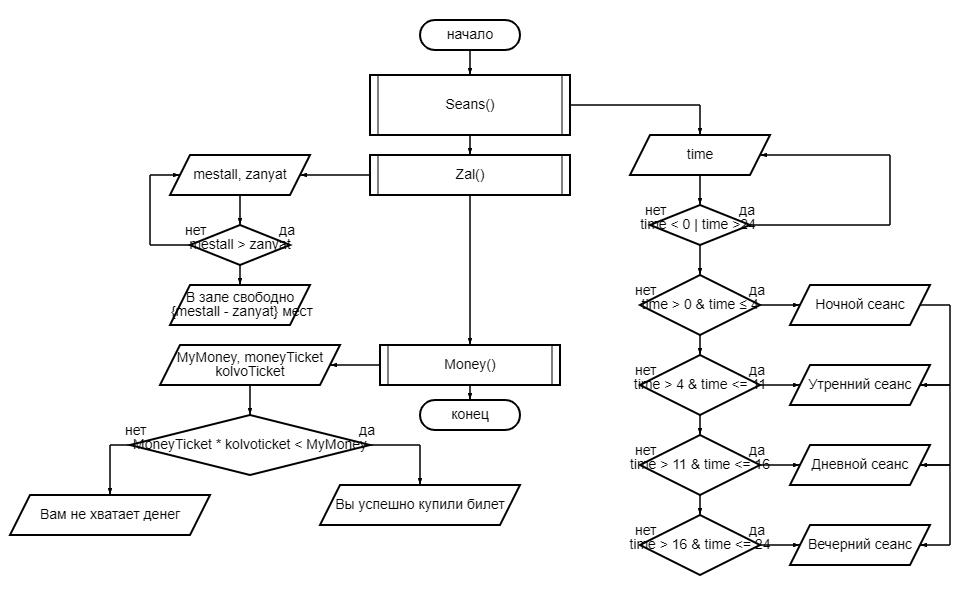 начало
Seans()
Zal()
mestall, zanyat
нет
да
mestall > zanyat
В зале свободно
{mestall - zanyat} мест
Money()
MyMoney, moneyTicket
kolvoTicket
конец
нет
да
MoneyTicket * kolvoticket < MyMoney
Вам не хватает денег
Вы успешно купили билет
time
нет
да
time < 0 | time >24
нет
да
time > 0 & time ≤ 4
Ночной сеанс
нет
да
time > 4 & time <= 11
Утренний сеанс
нет
да
time > 11 & time <= 16
Дневной сеанс
нет
да
time > 16 & time <= 24
Вечерний сеанс